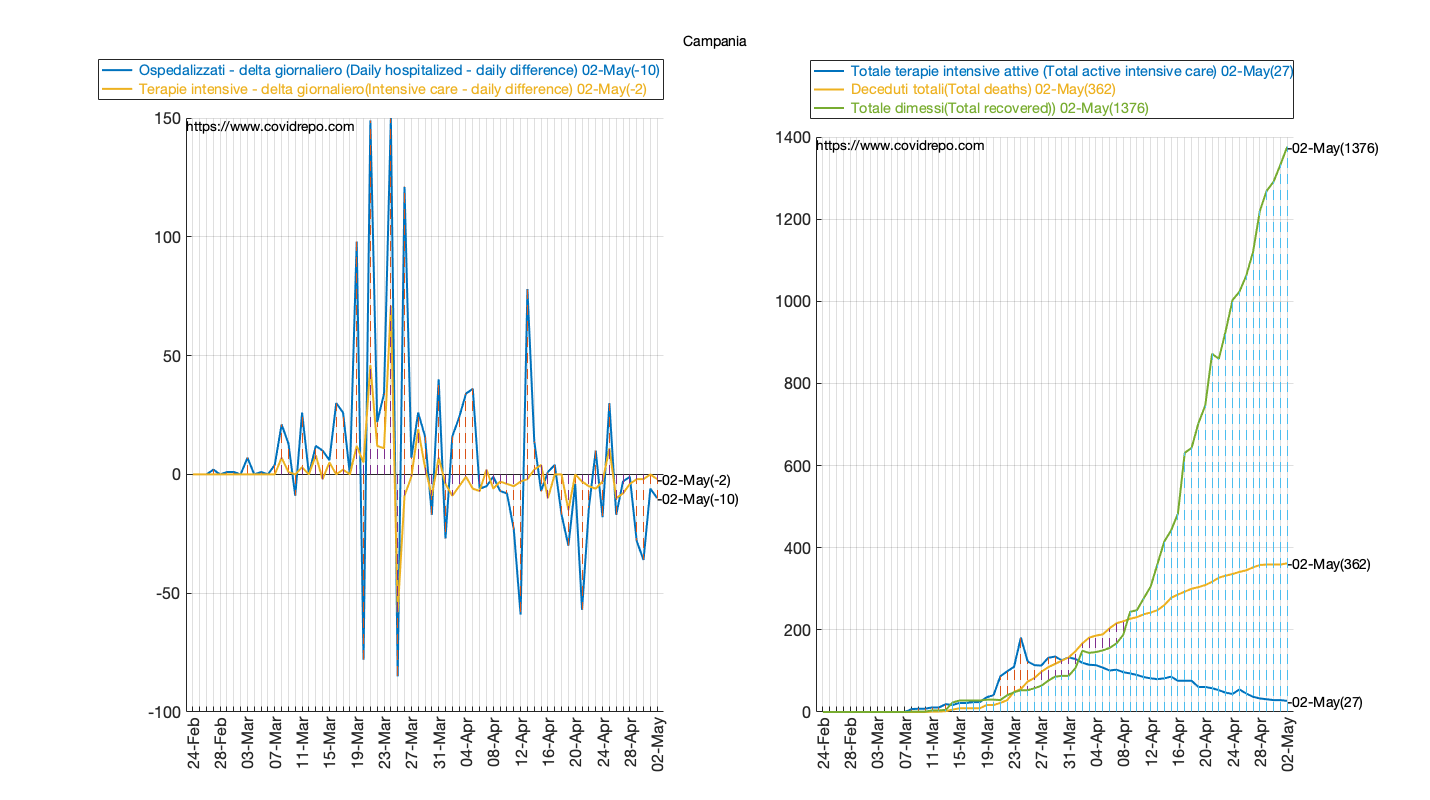 Campania
Ospedalizzati - delta giornaliero (Daily hospitalized - daily difference) 02-May(-10)
Terapie intensive - delta giornaliero(Intensive care - daily difference) 02-May(-2)
https://www.covidrepo.com
150
100
50
0
-50
-100
02-May(-2)
02-May(-10)
24-Feb
28-Feb
03-Mar
07-Mar
11-Mar
15-Mar
19-Mar
23-Mar
27-Mar
31-Mar
04-Apr
08-Apr
12-Apr
16-Apr
20-Apr
24-Apr
28-Apr
02-May
Totale terapie intensive attive (Total active intensive care) 02-May(27)
Deceduti totali(Total deaths) 02-May(362)
Totale dimessi(Total recovered)) 02-May(1376)
https://www.covidrepo.com
1400
1200
1000
800
600
400
200
0
02-May(1376)
02-May(362)
02-May(27)
24-Feb
28-Feb
03-Mar
07-Mar
11-Mar
15-Mar
19-Mar
23-Mar
27-Mar
31-Mar
04-Apr
08-Apr
12-Apr
16-Apr
20-Apr
24-Apr
28-Apr
02-May